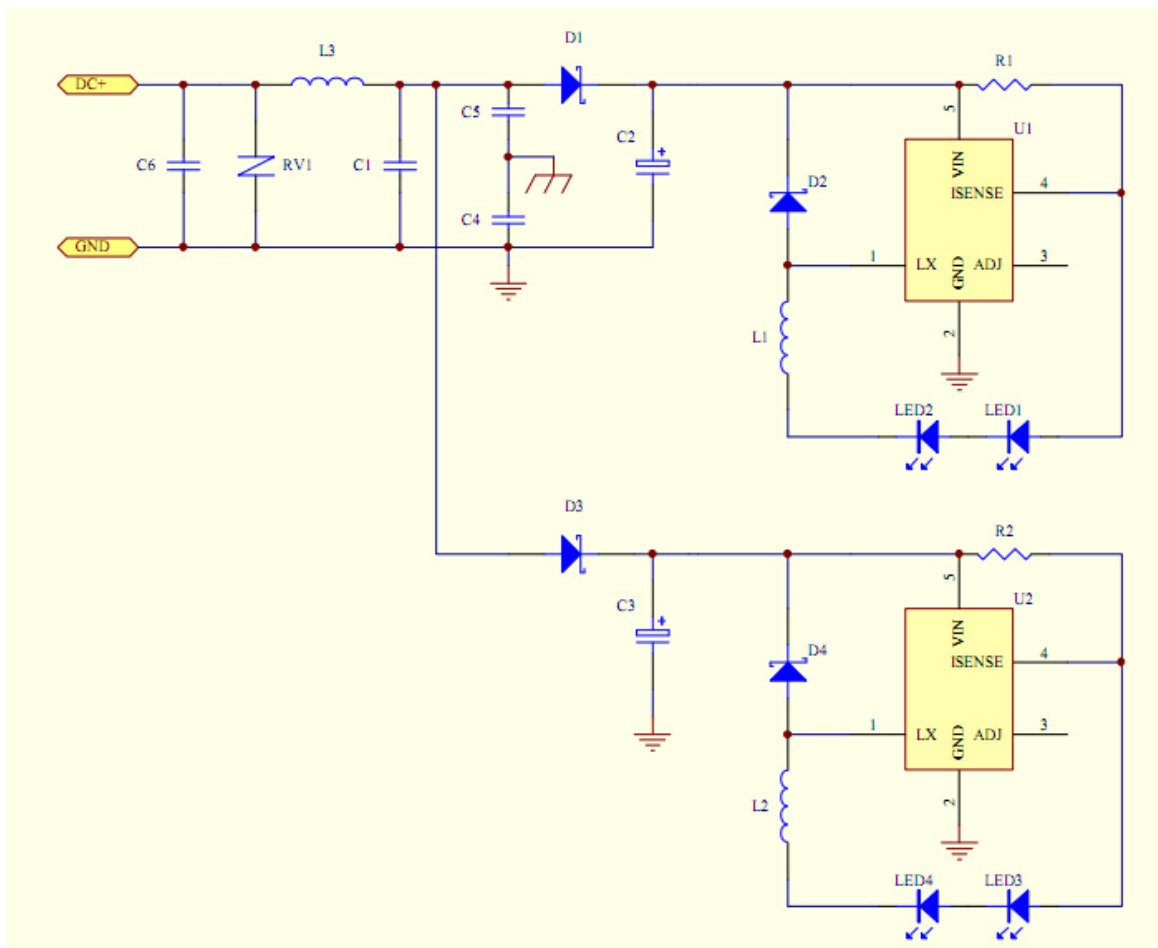 L3
D1
R1
DC+
C5
C2
5
U1
C6
RV1
C1
VIN
D2
ISENSE
4
C4
GND
1
LX
GND
ADJ
3
L1
2
LED2
LED1
D3
R2
5
U2
C3
VIN
D4
ISENSE
4
1
LX
GND
ADJ
3
L2
2
LED4
LED3